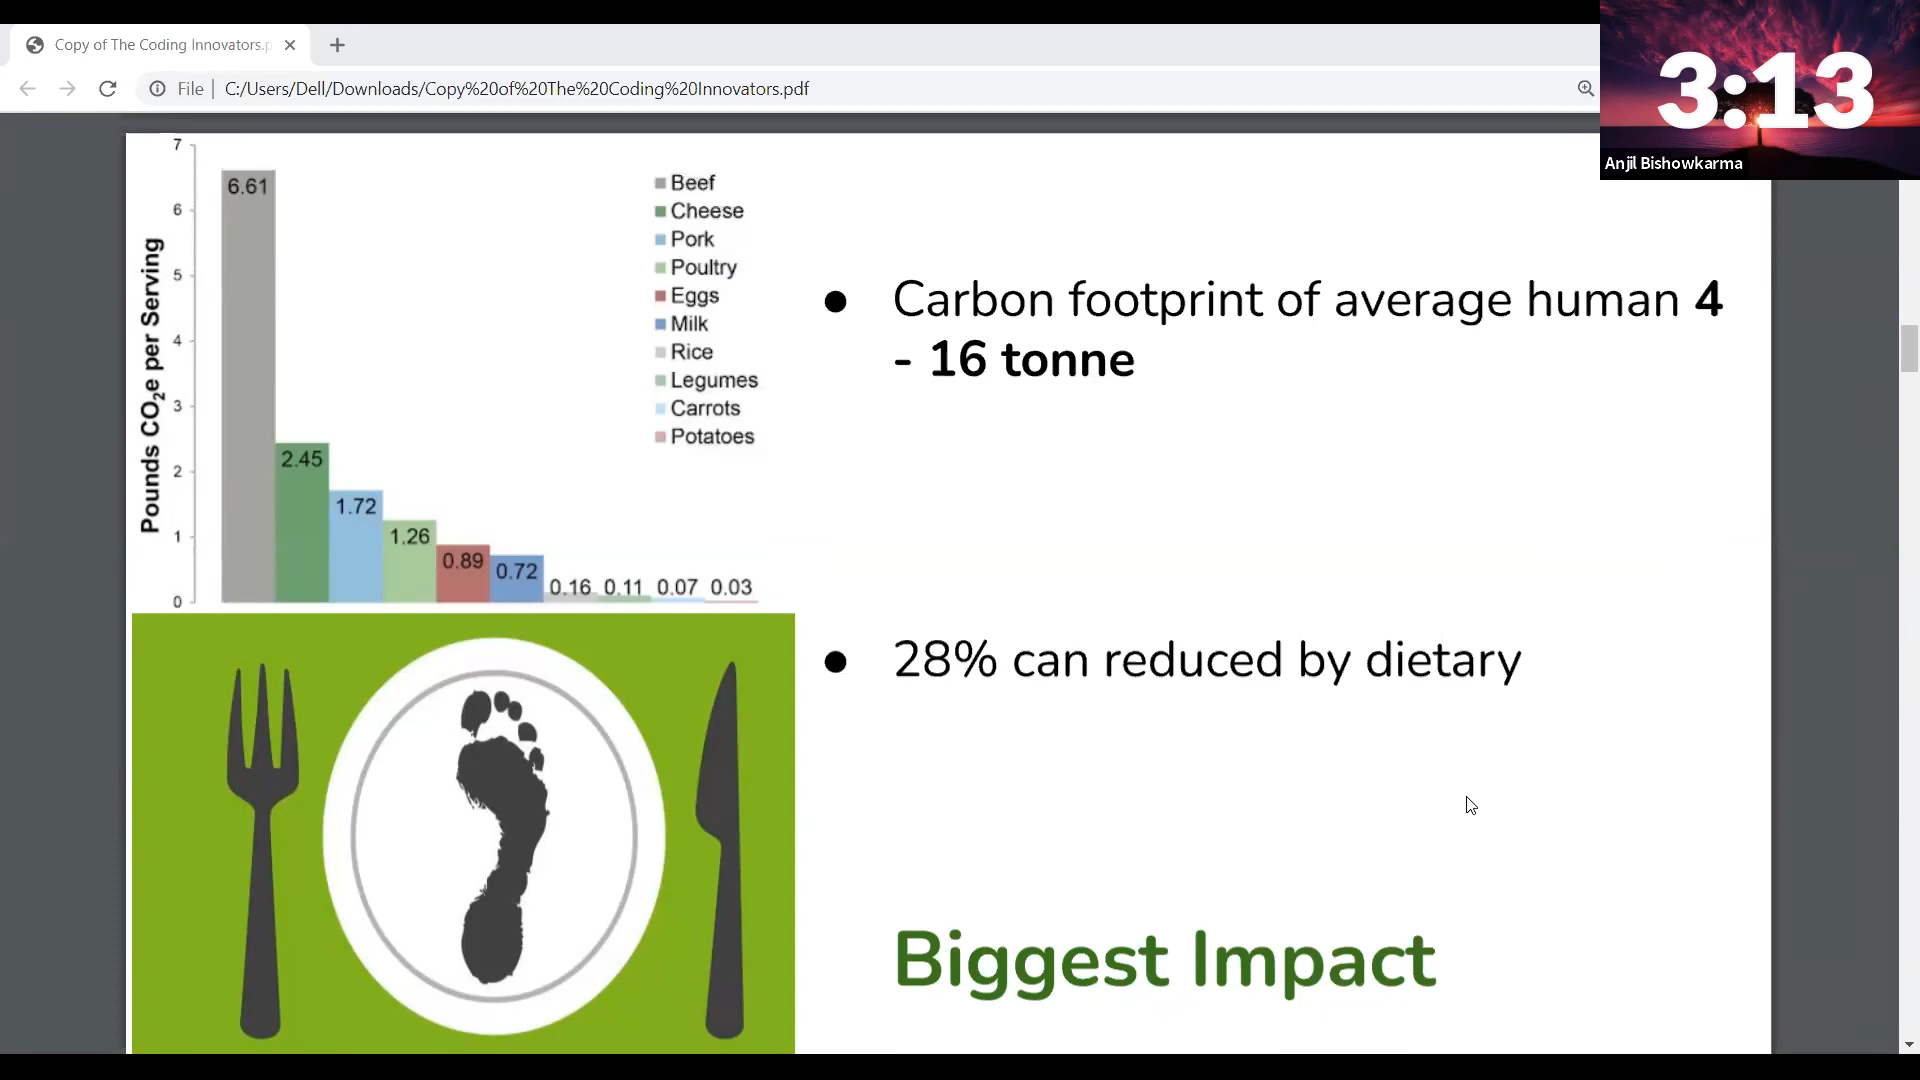 Copy of The Coding Innovators.p
File
C:/Users/Dell/Downloads/Copy%20of%20The%20Coding%20Innovators.pdf
3:13
Anjil Bishowkarma
Pounds CO2e per Serving
7
6
5
4
3
2
1
0
6.61
2.45
1.72
1.26
0.89
0.72
0.16
0.11
0.07
0.03
Beef
Cheese
Pork
Poultry
Eggs
Milk
Rice
Legumes
Carrots
Potatoes
● Carbon footprint of average human 4
- 16 tonne
● 28% can reduced by dietary
Biggest Impact